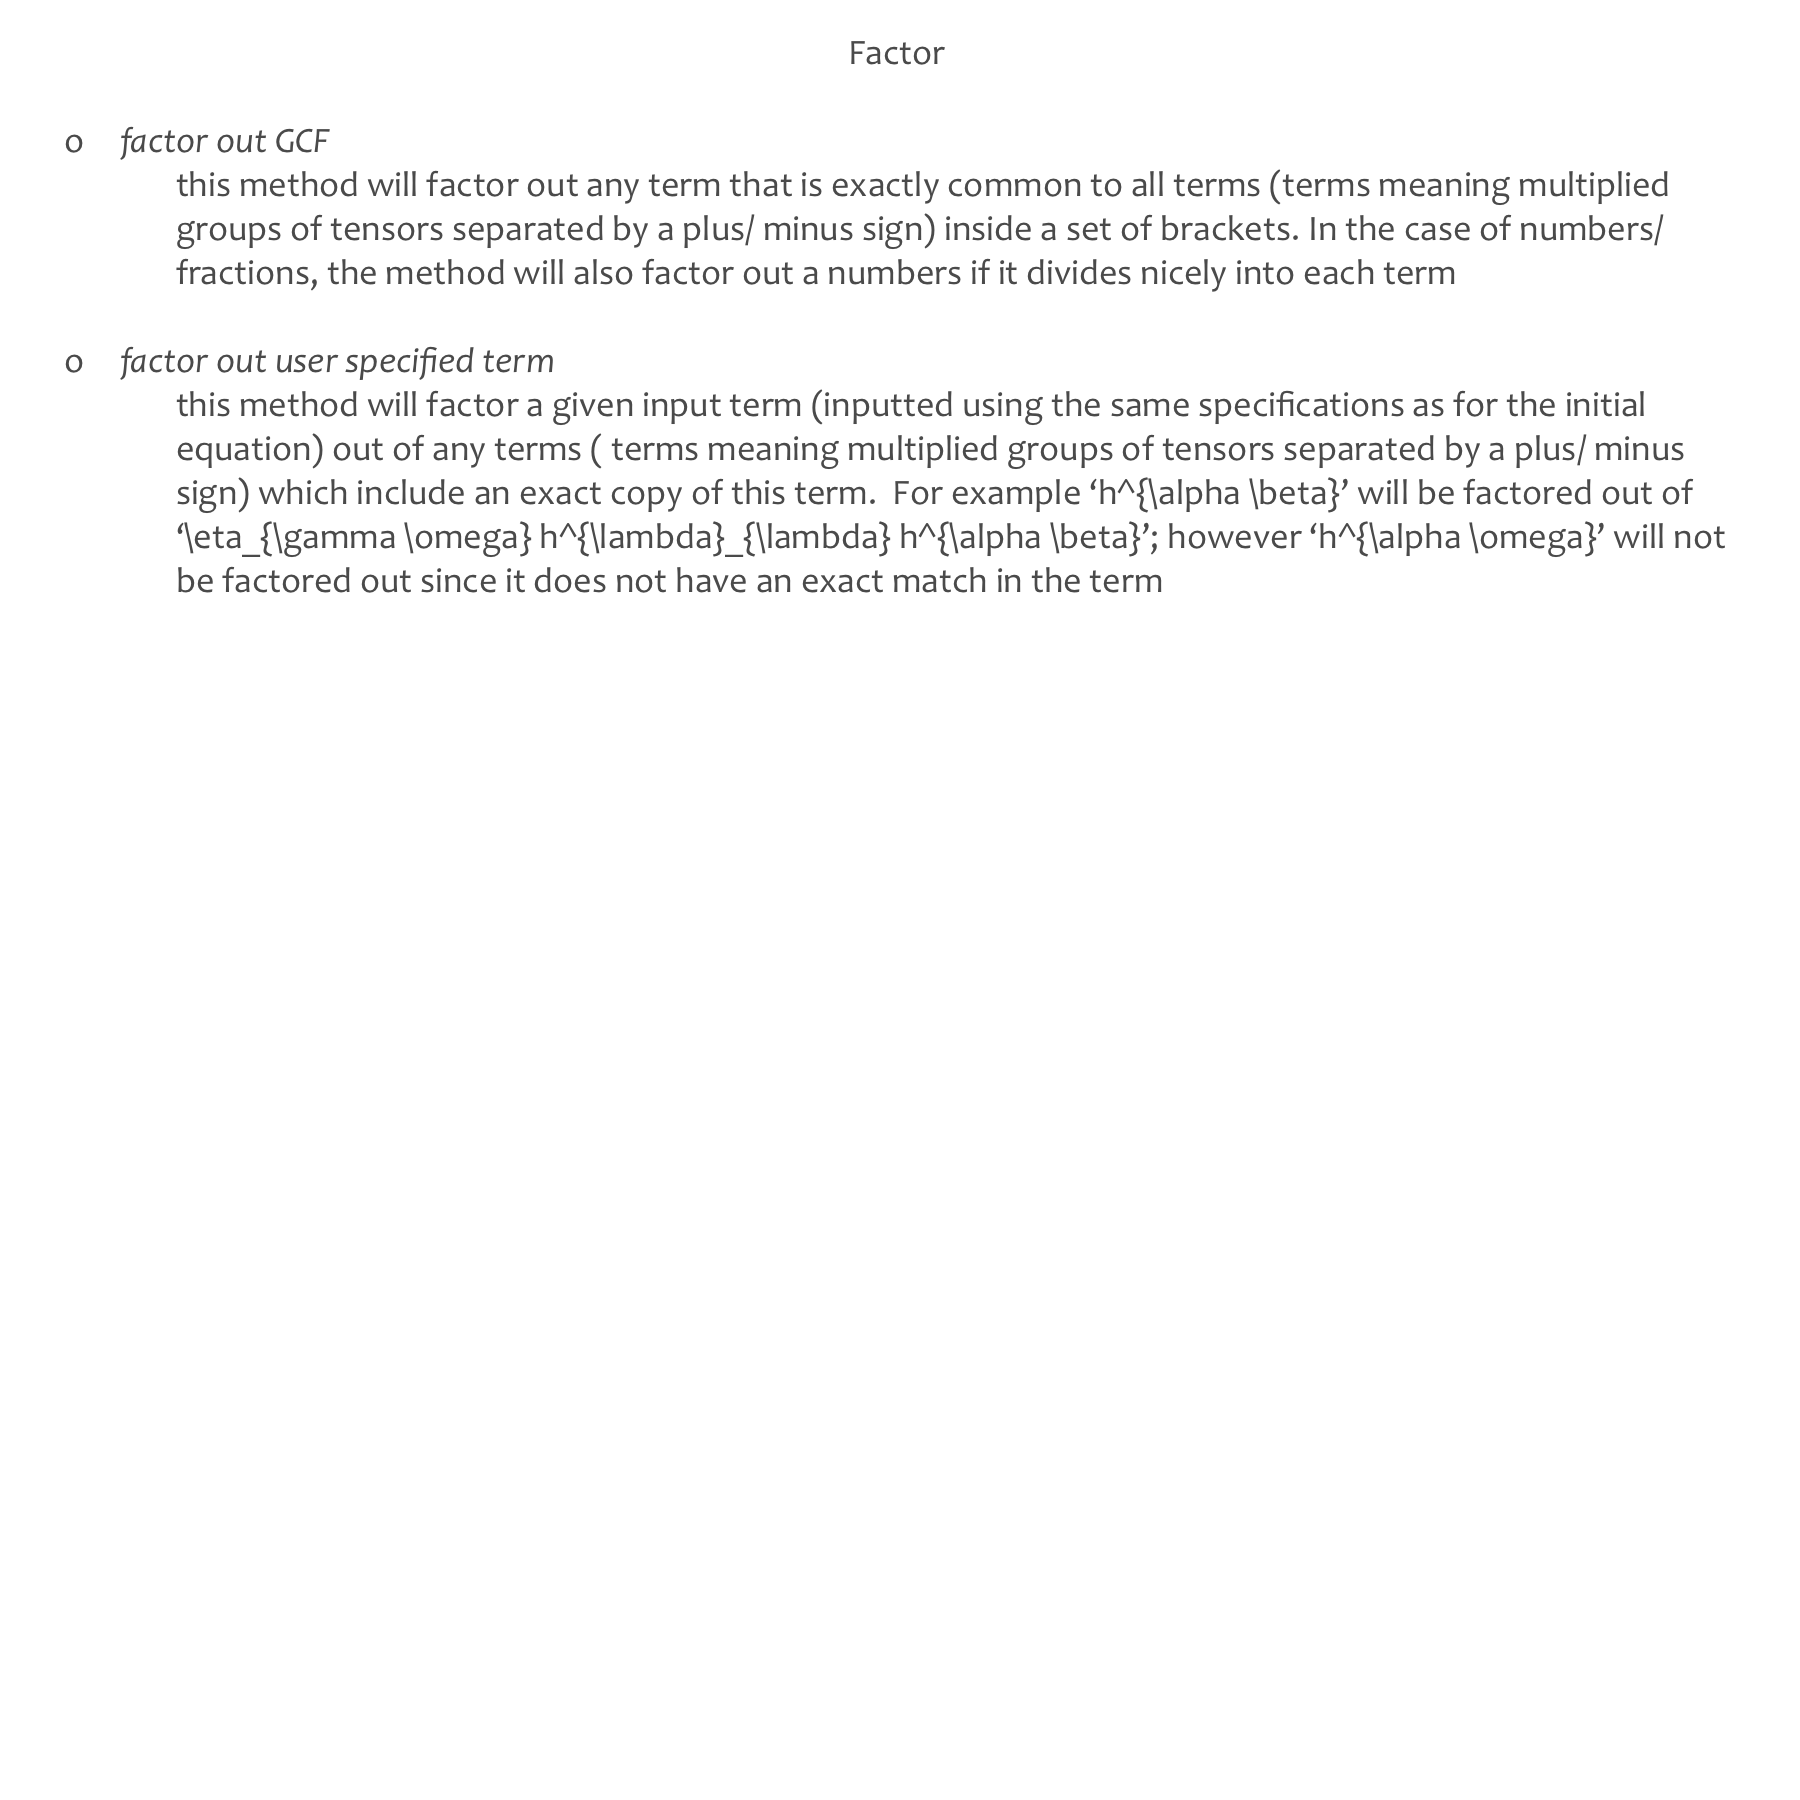 Factor
o factor out GCF
this method will factor out any term that is exactly common to all terms (terms meaning multiplied
groups of tensors separated by a plus/ minus sign) inside a set of brackets. In the case of numbers/
fractions, the method will also factor out a numbers if it divides nicely into each term
o factor out user specified term
this method will factor a given input term (inputted using the same specifications as for the initial
equation) out of any terms ( terms meaning multiplied groups of tensors separated by a plus/ minus
sign) which include an exact copy of this term.  For example ‘h^{\alpha \beta}’ will be factored out of
‘\eta_{\gamma \omega} h^{\lambda}_{\lambda} h^{\alpha \beta}’; however ‘h^{\alpha \omega}’ will not
be factored out since it does not have an exact match in the term